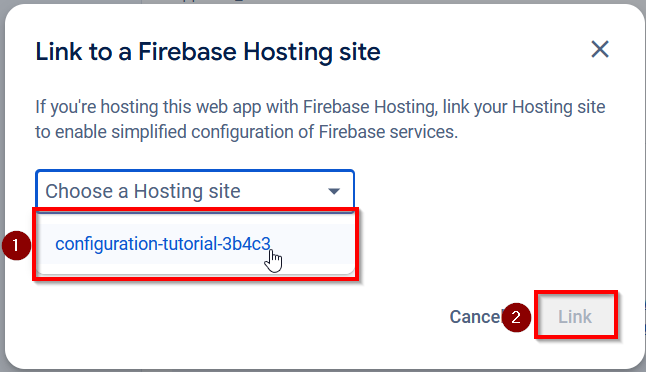 Link to a Firebase Hosting site
If you're hosting this web app with Firebase Hosting, link your Hosting site
to enable simplified configuration of Firebase services.
Choose a Hosting site
1
configuration-tutorial-3b4c3
Cancel
2
Link